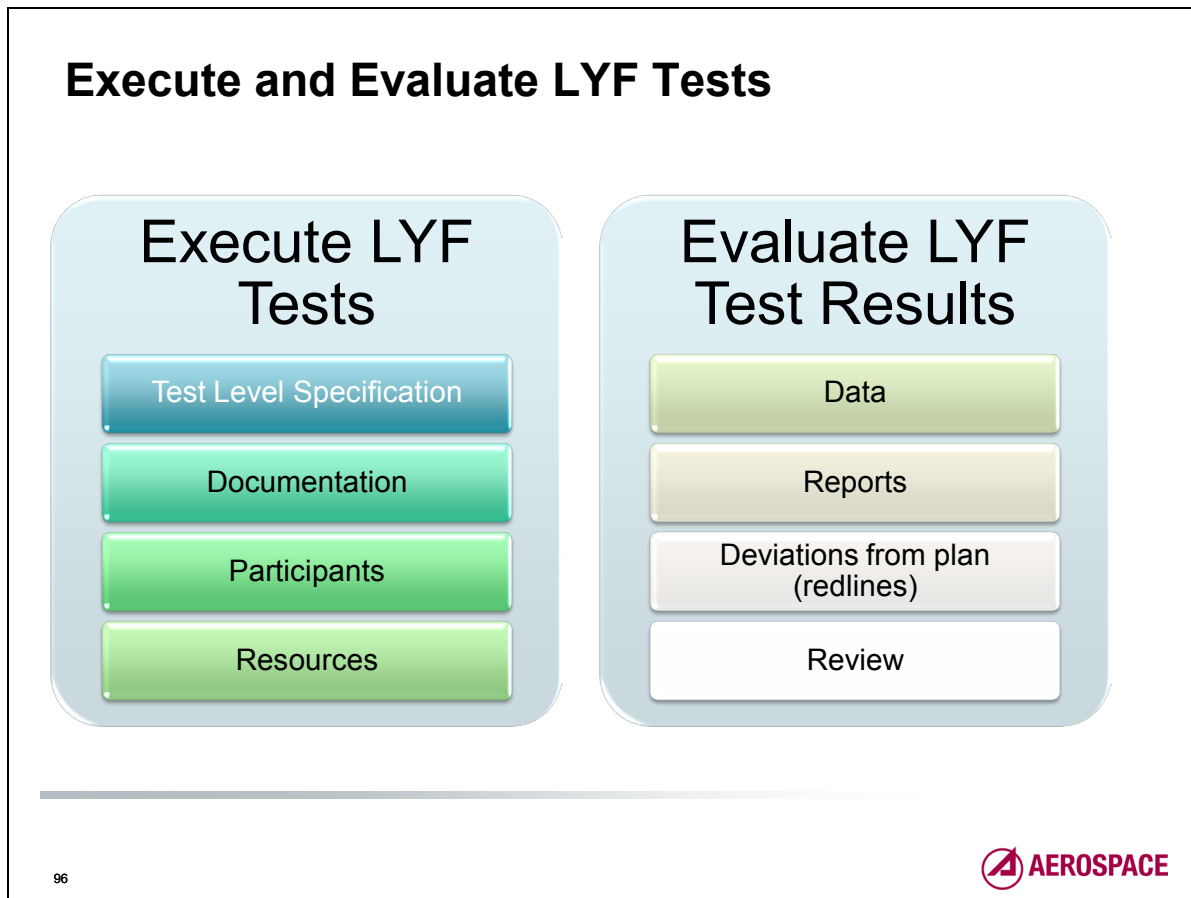 Execute and Evaluate LYF Tests
Execute LYF
Tests
Test Level Specification
Documentation
Participants
Resources
Evaluate LYF
Test Results
Data
Reports
Deviations from plan
(redlines)
Review
96
AEROSPACE